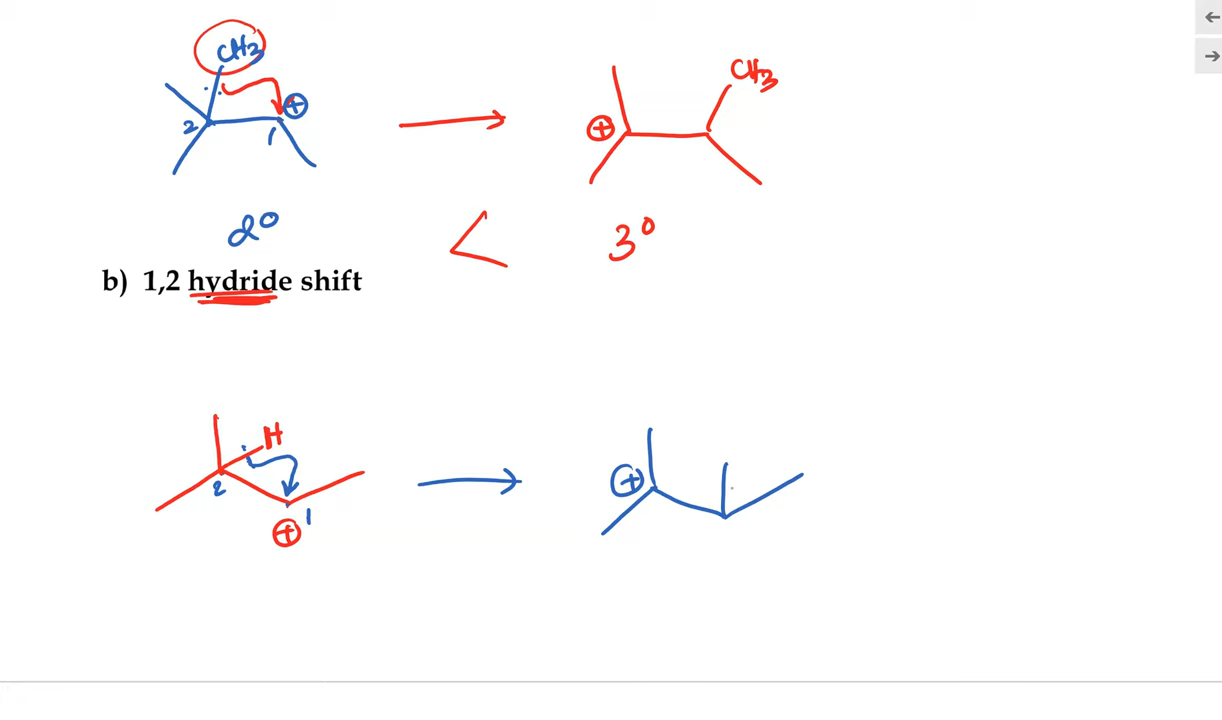 CH3
⊕
2
1
CH3
⊕
2°
<
3°
b) 1,2 hydride shift
H
2
1
⊕
⊕